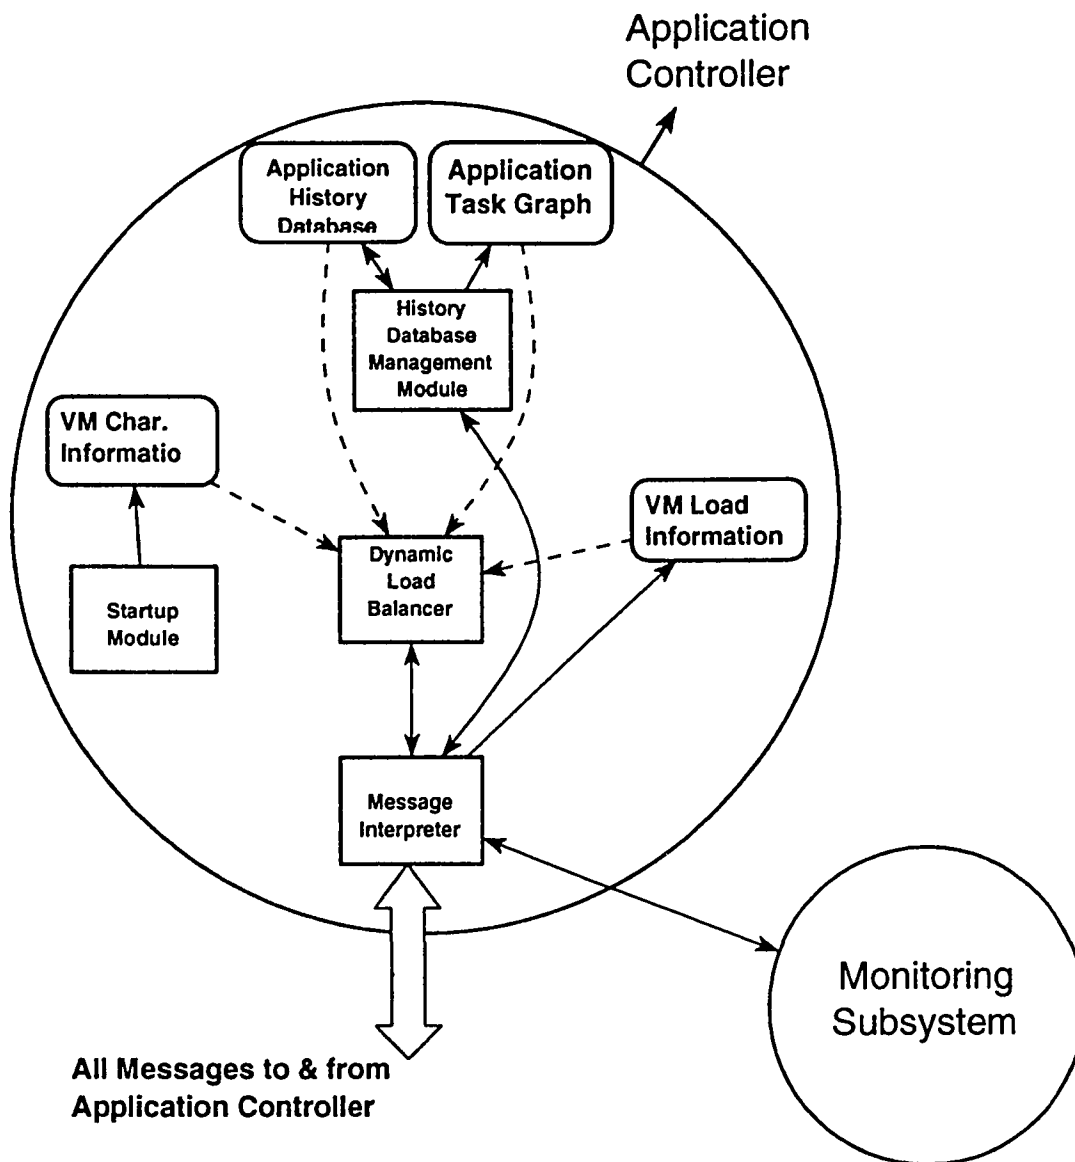 Application
Controller
Application
History
Database
Application
Task Graph
History
Database
Management
Module
VM Char.
Informatio
VM Load
Information
Dynamic
Load
Balancer
Startup
Module
Message
Interpreter
Monitoring
Subsystem
All Messages to & from
Application Controller